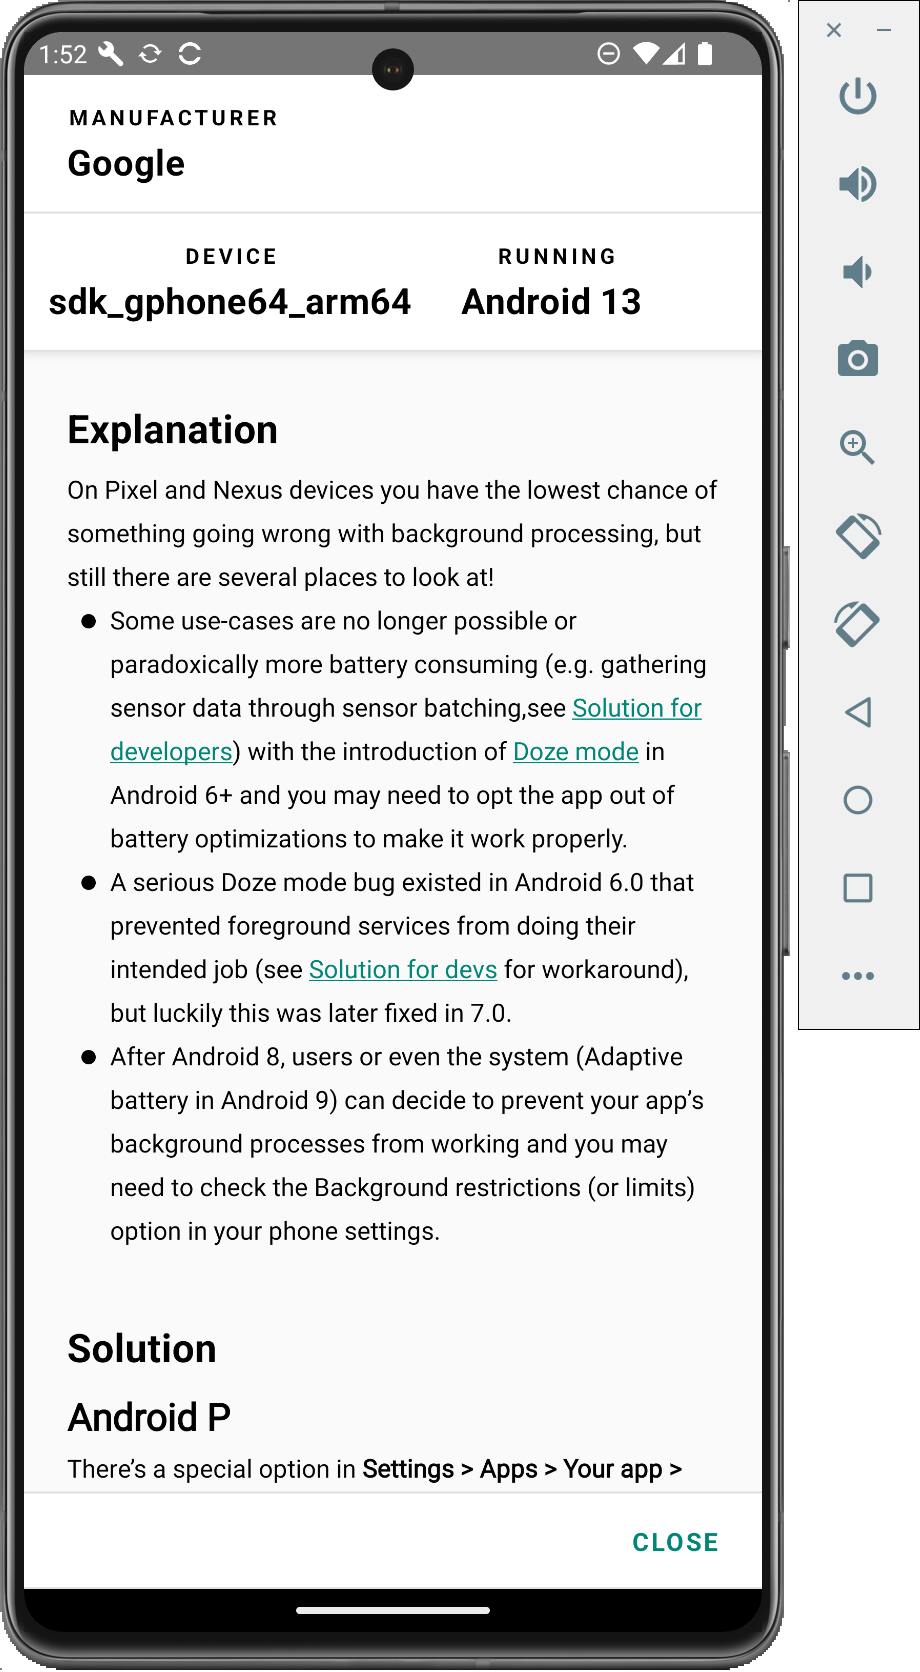 1:52
MANUFACTURER
Google
DEVICE
sdk_gphone64_arm64
RUNNING
Android 13
Explanation
On Pixel and Nexus devices you have the lowest chance of
something going wrong with background processing, but
still there are several places to look at!
Some use-cases are no longer possible or
paradoxically more battery consuming (e.g. gathering
sensor data through sensor batching,see Solution for
developers) with the introduction of Doze mode in
Android 6+ and you may need to opt the app out of
battery optimizations to make it work properly.
A serious Doze mode bug existed in Android 6.0 that
prevented foreground services from doing their
intended job (see Solution for devs for workaround),
but luckily this was later fixed in 7.0.
After Android 8, users or even the system (Adaptive
battery in Android 9) can decide to prevent your app’s
background processes from working and you may
need to check the Background restrictions (or limits)
option in your phone settings.
Solution
Android P
There’s a special option in Settings > Apps > Your app >
CLOSE